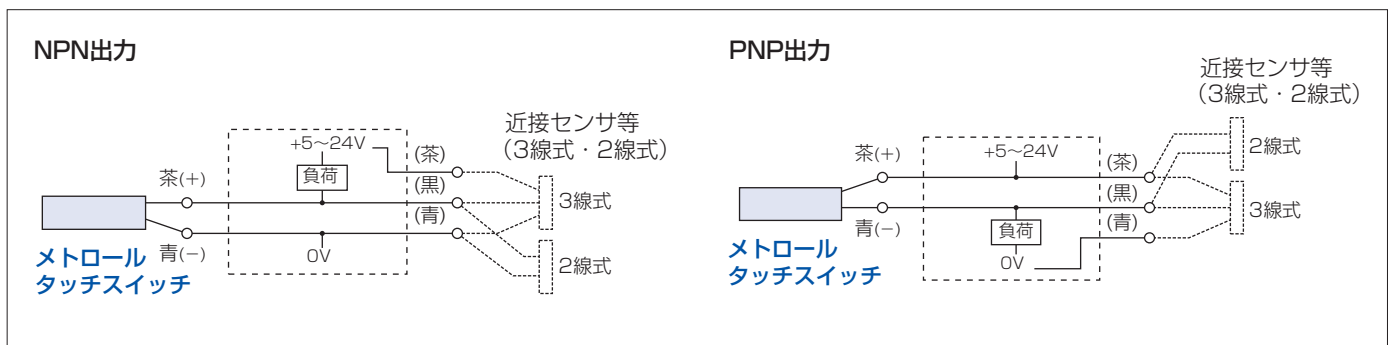 NPN出力
近接センサ等
（3線式・2線式）
+5〜24V
(茶)
茶(+)
負荷
(黒)
3線式
(青)
青(−)
0V
2線式
メトロール
タッチスイッチ
PNP出力
近接センサ等
（3線式・2線式）
2線式
茶(+)
+5〜24V
(茶)
(黒)
3線式
青(−)
負荷
(青)
0V
メトロール
タッチスイッチ